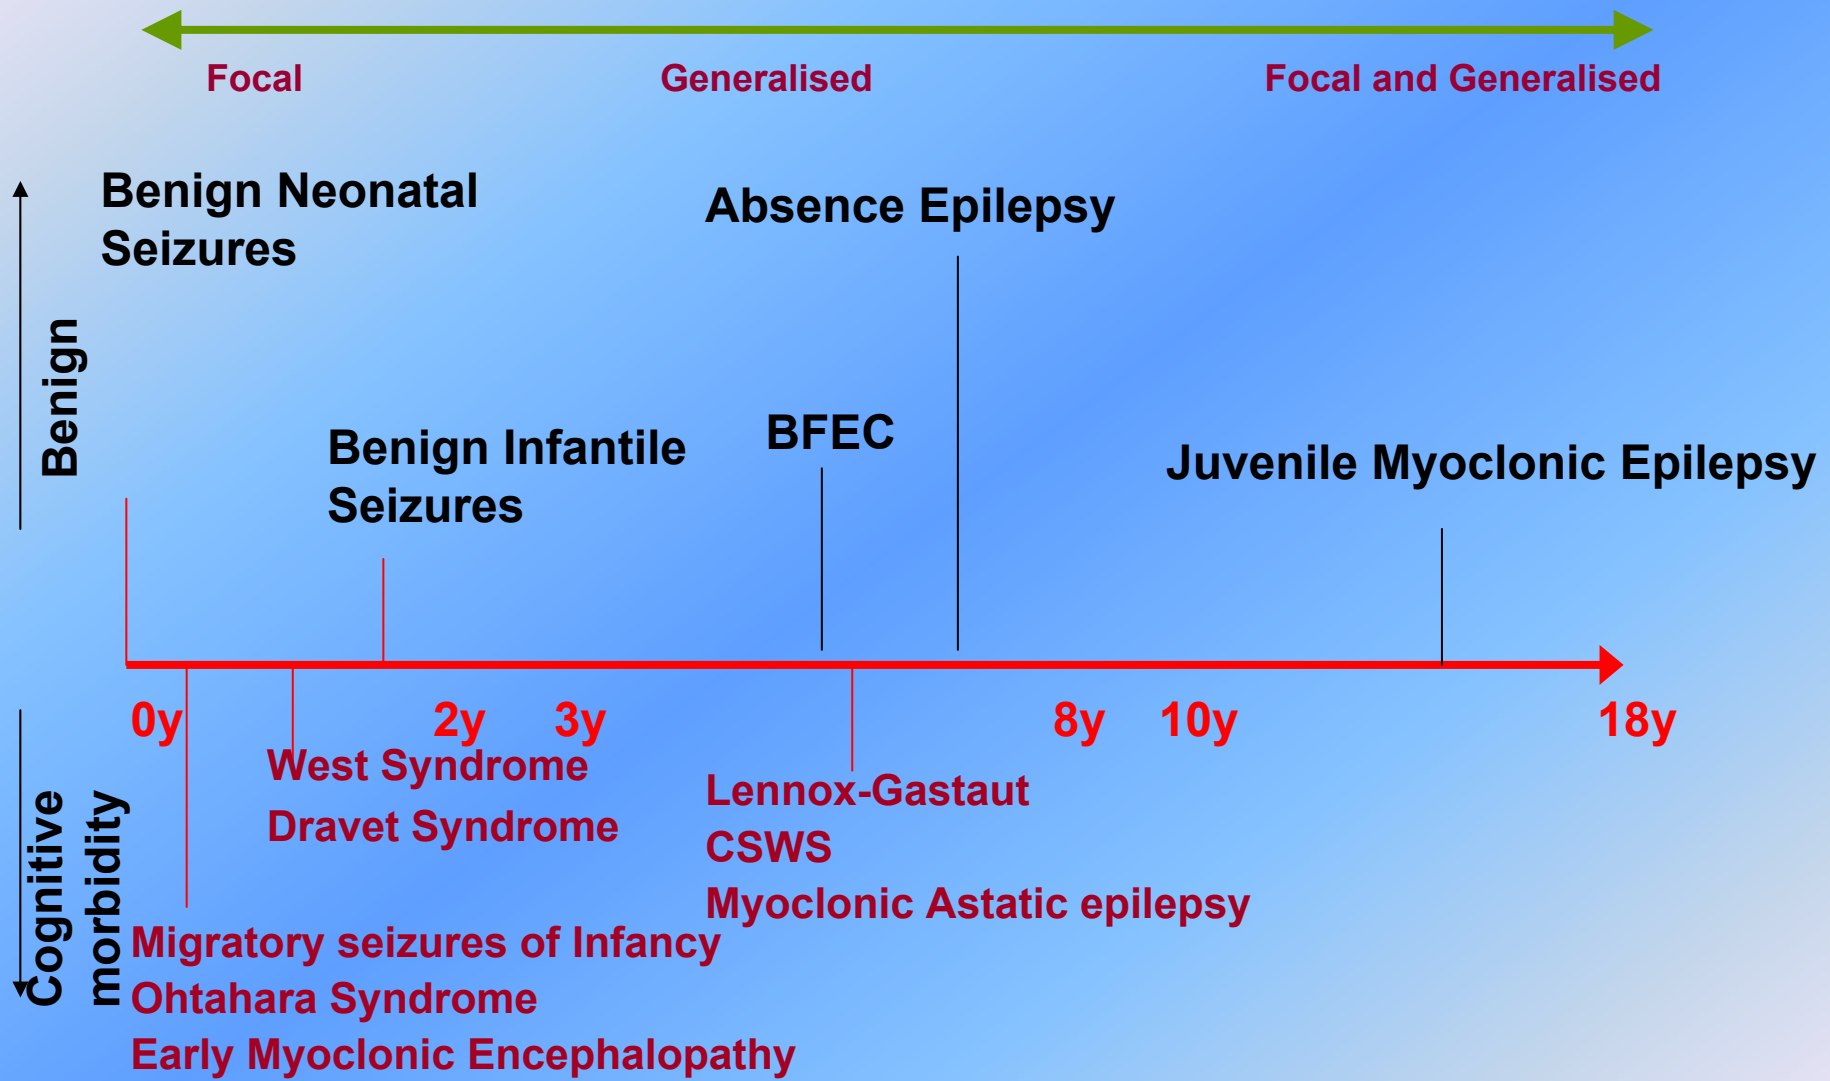 Focal Generalised Focal and Generalised
Benign Neonatal
Seizures
Absence Epilepsy
Benign
Benign Infantile
Seizures
BFEC
Juvenile Myoclonic Epilepsy
0y 2y 3y 8y 10y 18y
Cognitive
morbidity
West Syndrome
Dravet Syndrome
Lennox-Gastaut
CSWS
Myoclonic Astatic epilepsy
Migratory seizures of Infancy
Ohtahara Syndrome
Early Myoclonic Encephalopathy